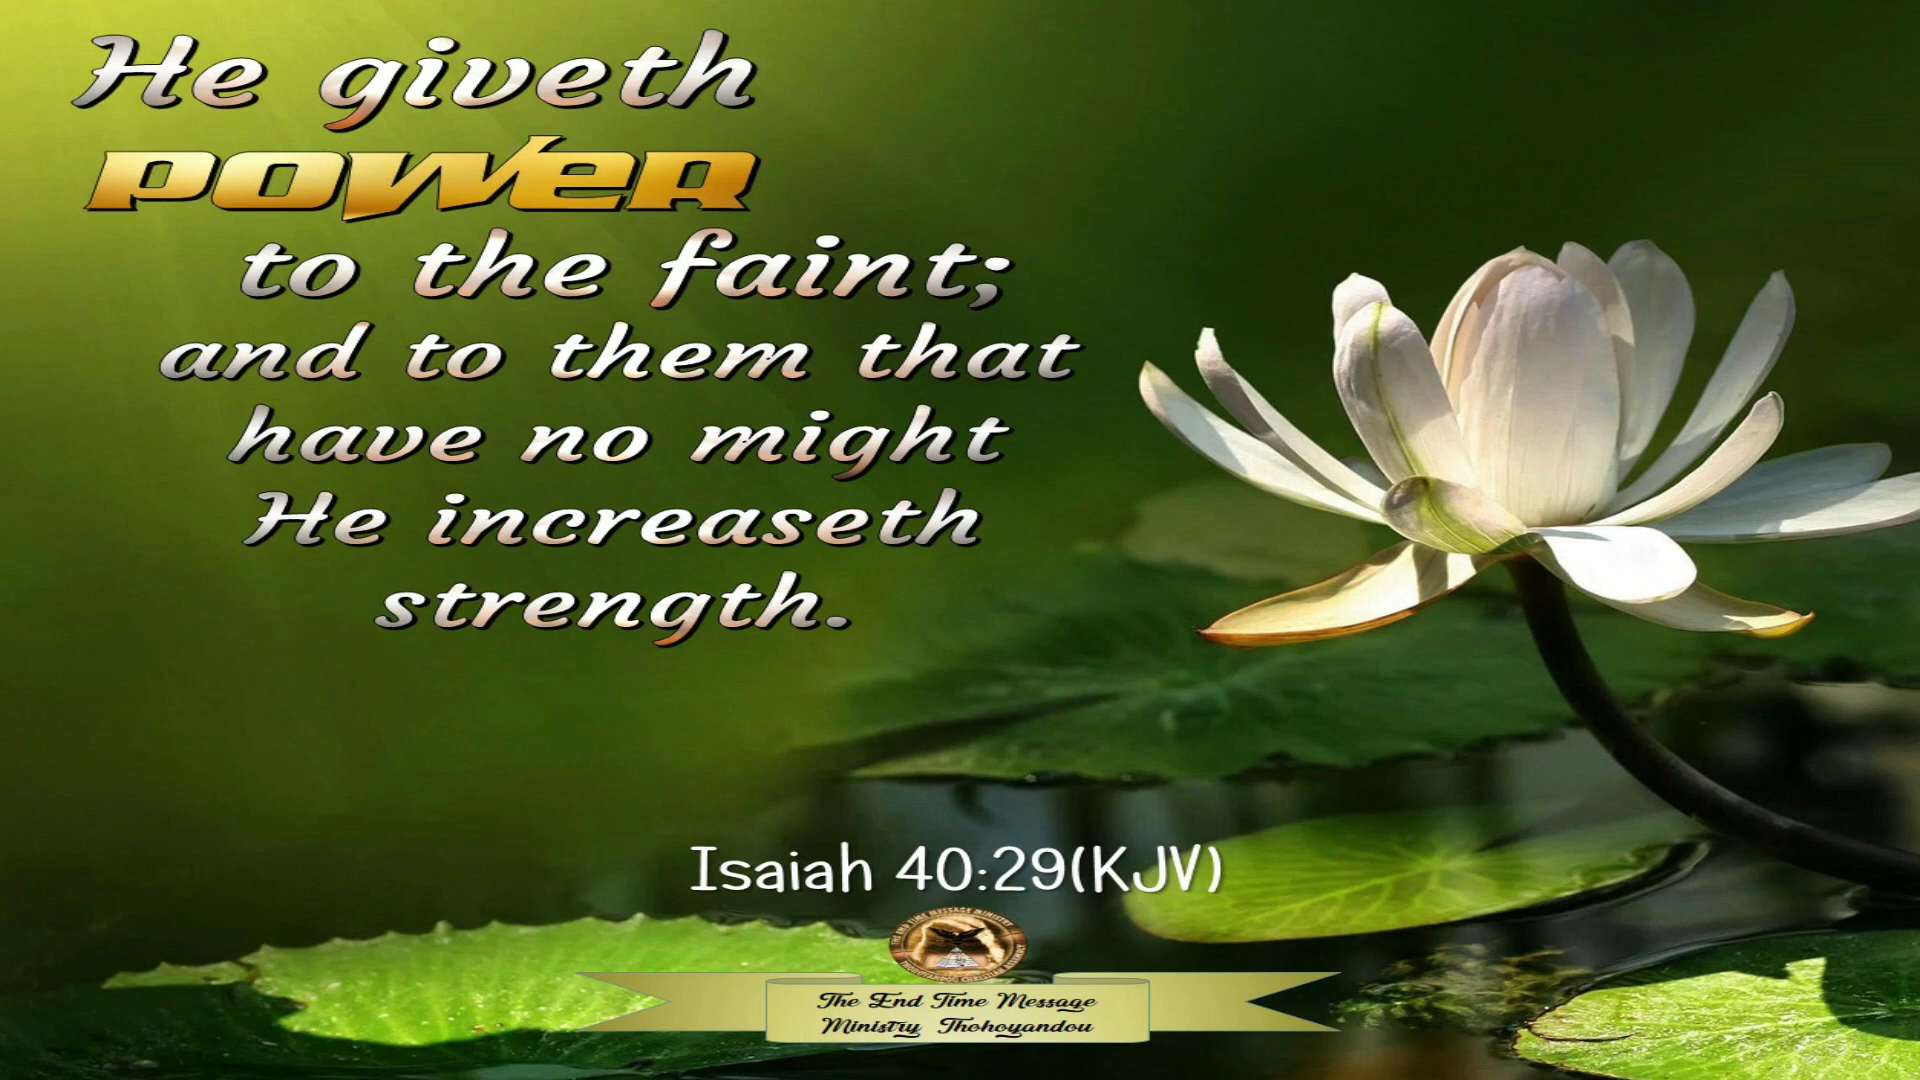 He giveth
POWER
to the faint;
and to them that
have no might
He increaseth
strength.
Isaiah 40:29(KJV)
The End Time Message
Ministry Thohoyandou